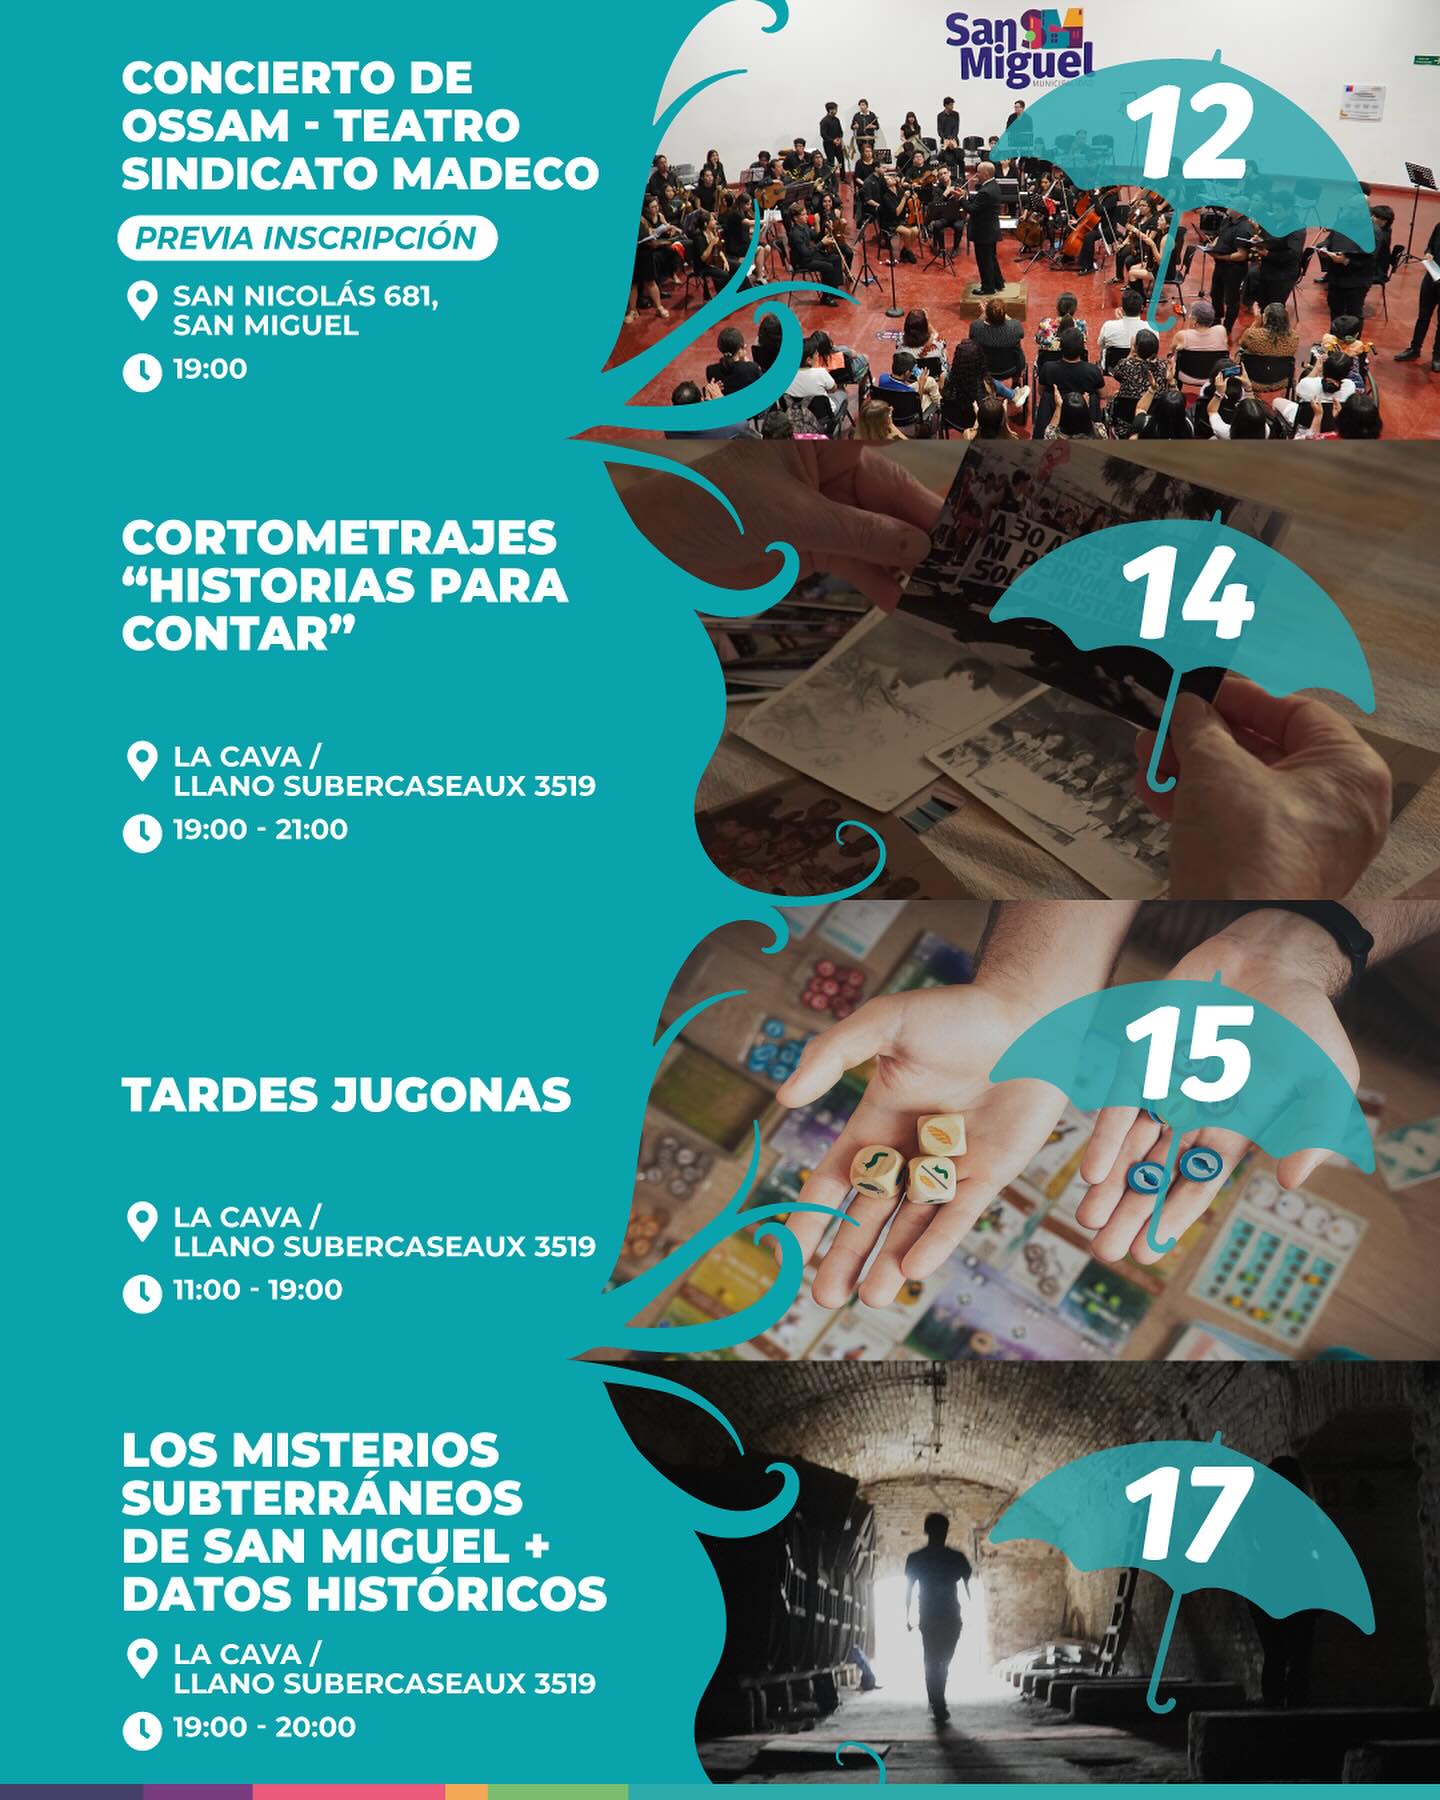 CONCIERTO DE
OSSAM - TEATRO
SINDICATO MADECO
PREVIA INSCRIPCIÓN
SAN NICOLÁS 681,
SAN MIGUEL
19:00
San
Miguel
12
CORTOMETRAJES
“HISTORIAS PARA
CONTAR”
LA CAVA /
LLANO SUBERCASEAUX 3519
19:00 - 21:00
A 30
NI
SOL
14
TARDES JUGONAS
LA CAVA /
LLANO SUBERCASEAUX 3519
11:00 - 19:00
15
LOS MISTERIOS
SUBTERRÁNEOS
DE SAN MIGUEL +
DATOS HISTÓRICOS
LA CAVA /
LLANO SUBERCASEAUX 3519
19:00 - 20:00
17